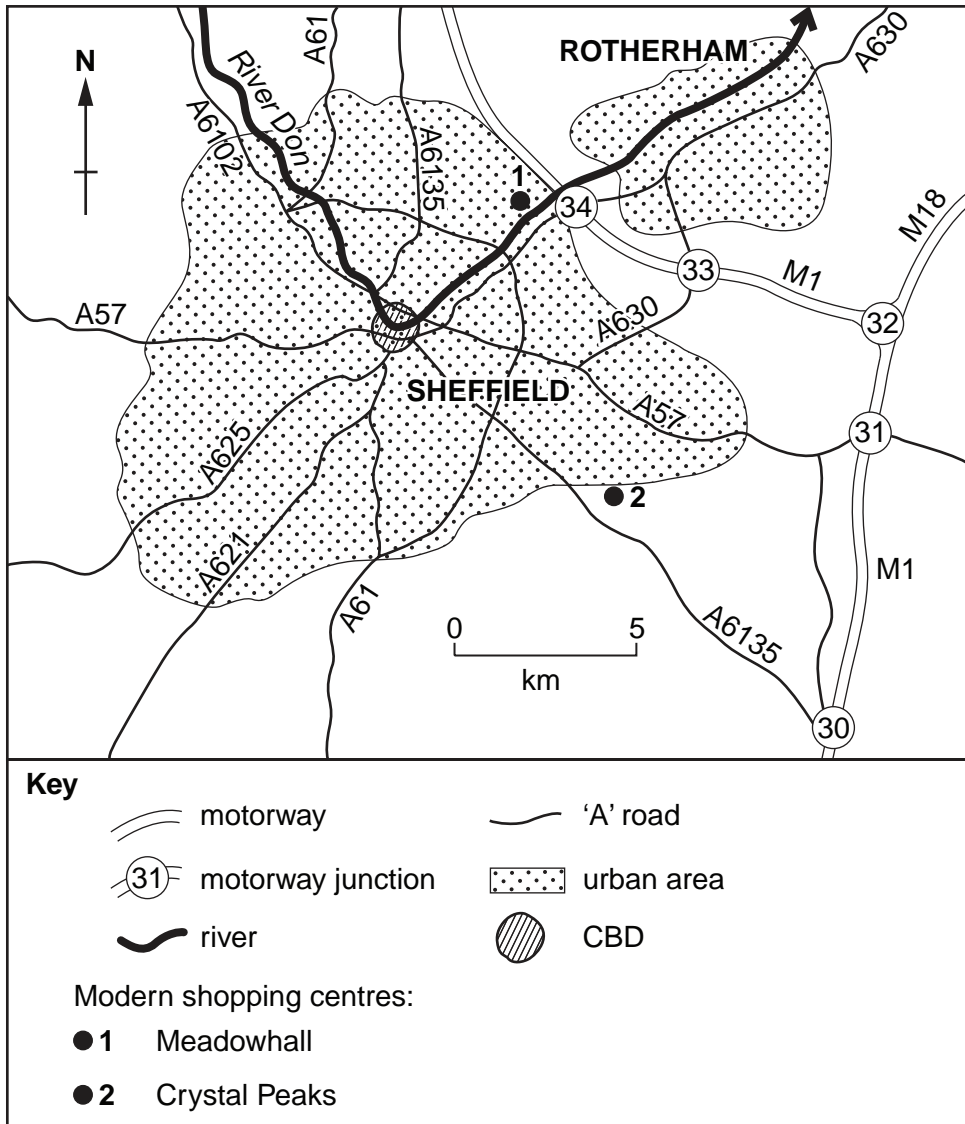 N
ROTHERHAM
A61
A630
River Don
A6102
A6135
1
34
M18
33
M1
A57
A630
32
SHEFFIELD
A57
31
A625
2
A621
A61
M1
0 5
km
A6135
30
Key
motorway
'A' road
31 motorway junction
urban area
river
CBD
Modern shopping centres:
1 Meadowhall
2 Crystal Peaks